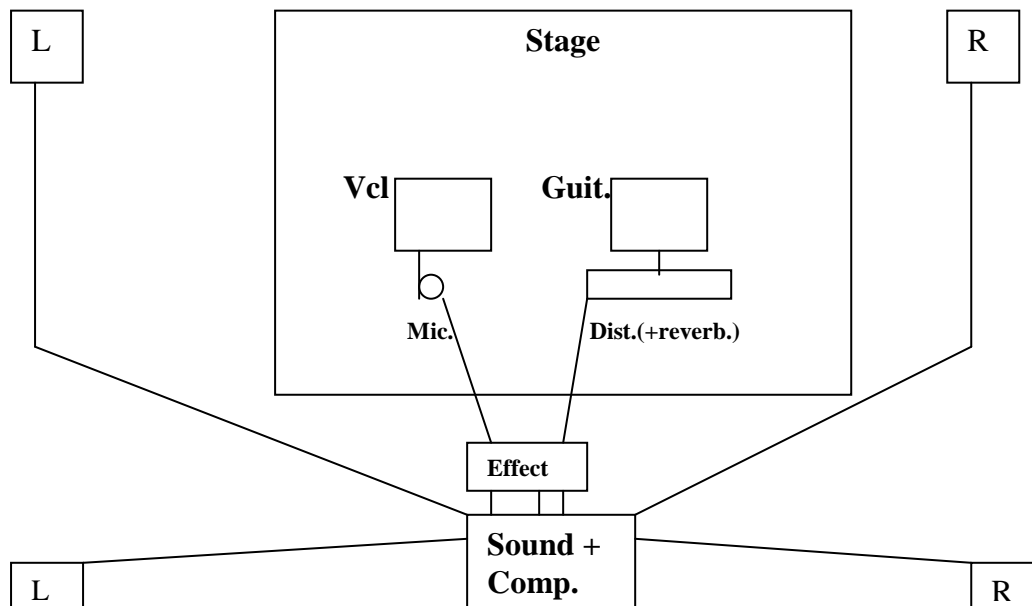 L
Stage
R
Vcl
Guit.
Mic.
Dist.(+reverb.)
Effect
Sound +
Comp.
L
R